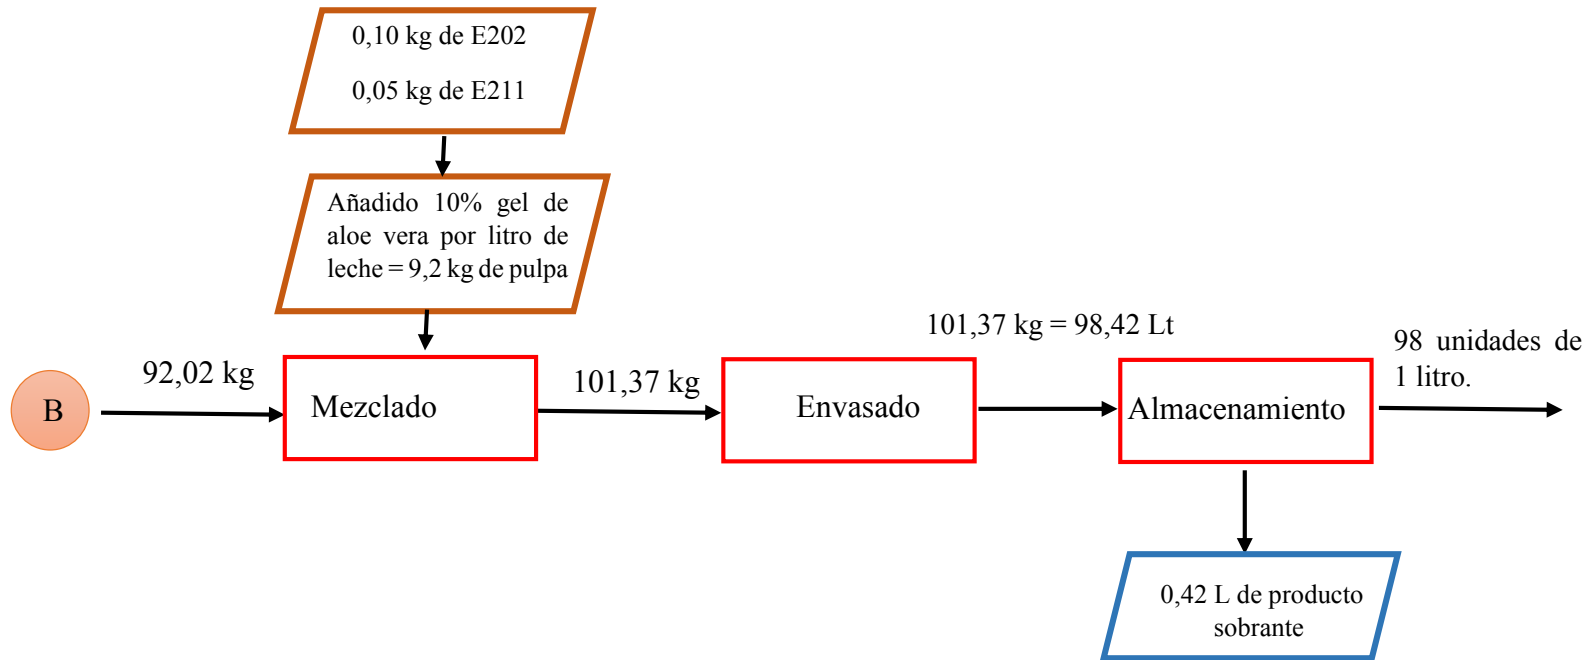 0,10 kg de E202
0,05 kg de E211
Añadido 10% gel de
aloe vera por litro de
leche = 9,2 kg de pulpa
B
92,02 kg
Mezclado
101,37 kg
Envasado
101,37 kg = 98,42 Lt
Almacenamiento
98 unidades de
1 litro.
0,42 L de producto
sobrante